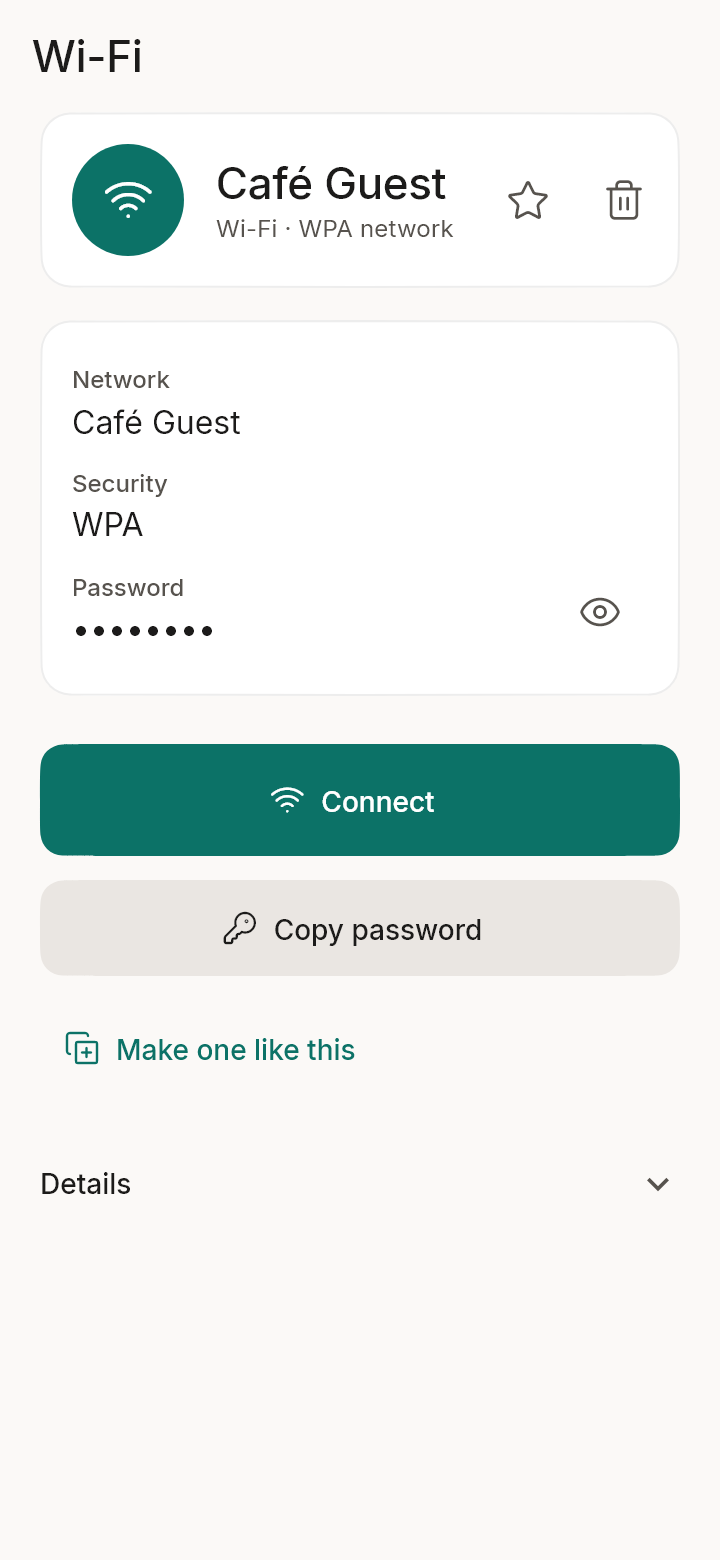 Wi-Fi
Café Guest
Wi-Fi · WPA network
Network
Café Guest
Security
WPA
Password
••••••••
Connect
Copy password
Make one like this
Details